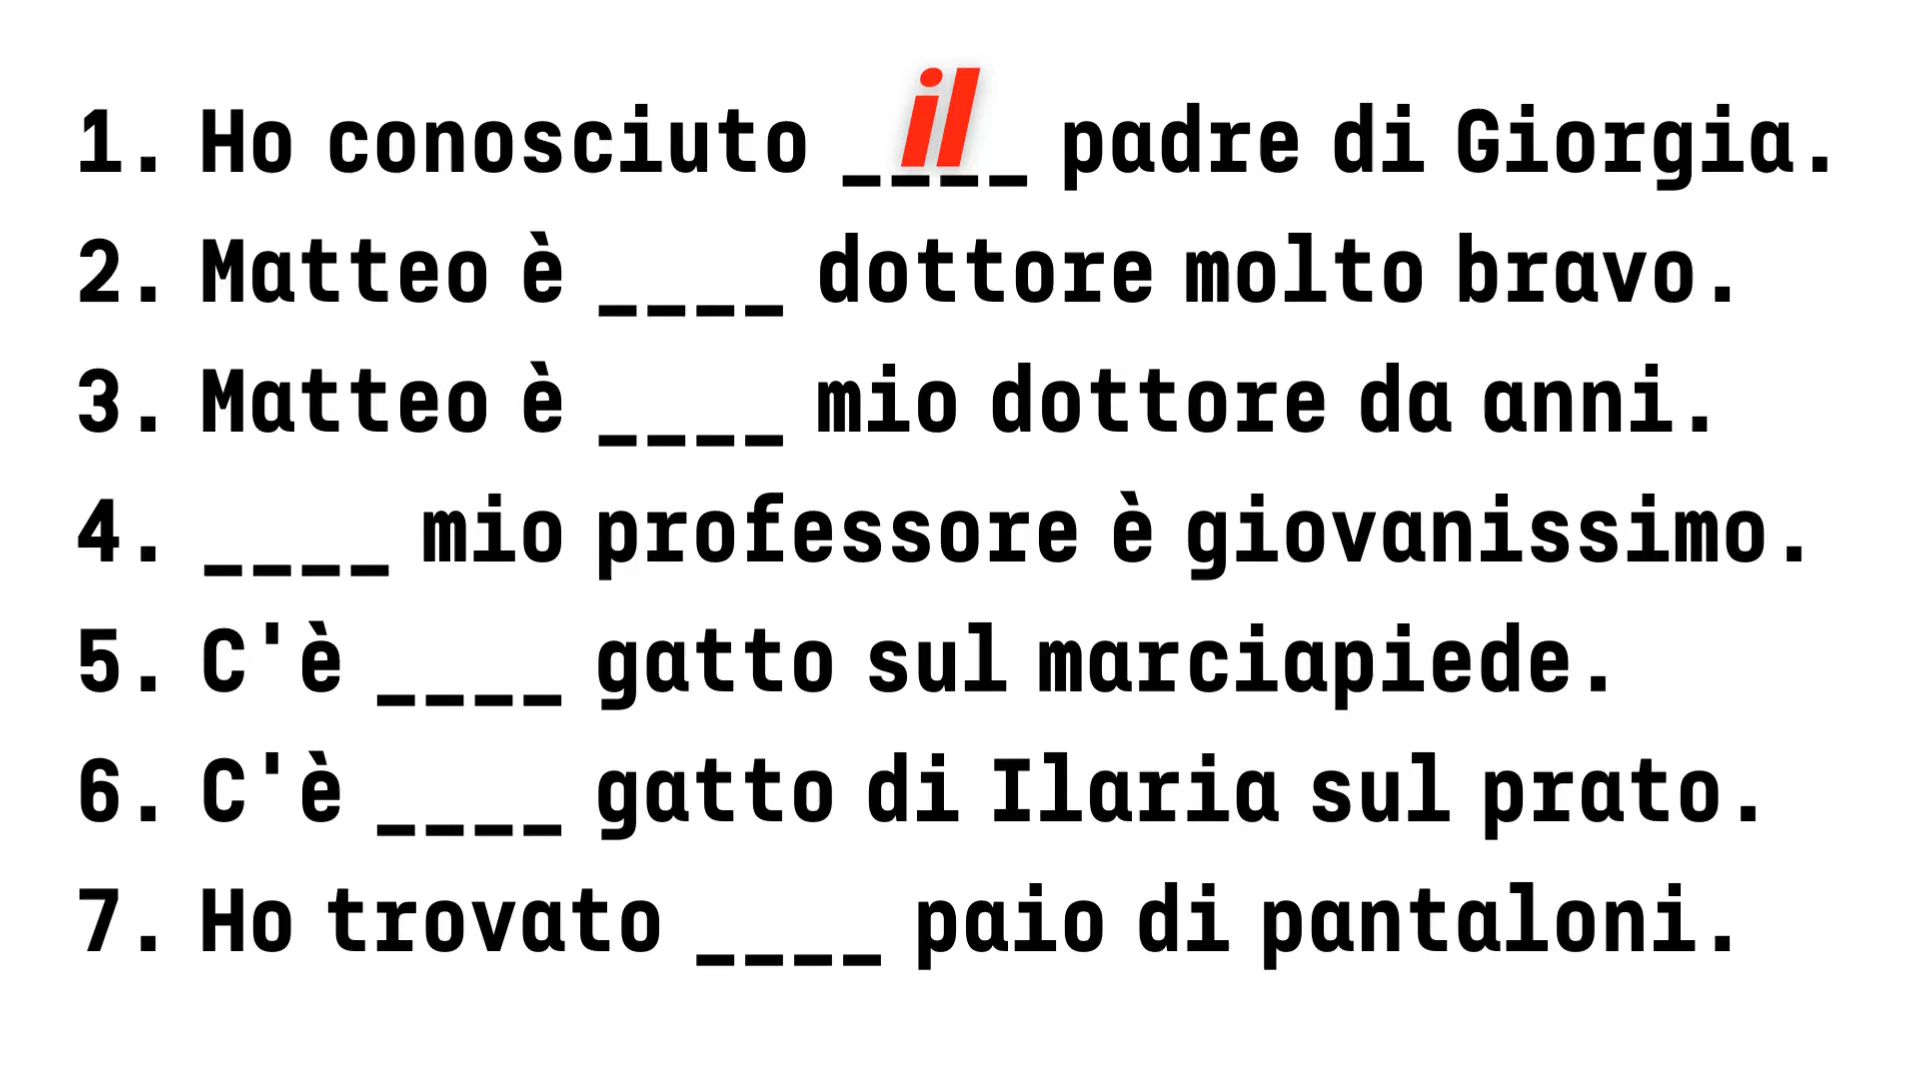 1. Ho conosciuto il padre di Giorgia.
2. Matteo è ____ dottore molto bravo.
3. Matteo è ____ mio dottore da anni.
4. ____ mio professore è giovanissimo.
5. C'è ____ gatto sul marciapiede.
6. C'è ____ gatto di Ilaria sul prato.
7. Ho trovato ____ paio di pantaloni.